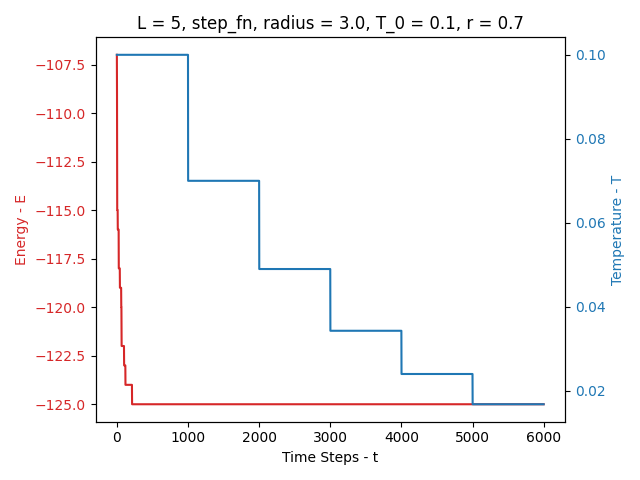 L = 5, step_fn, radius = 3.0, T_0 = 0.1, r = 0.7
Energy - E
−107.5
−110.0
−112.5
−115.0
−117.5
−120.0
−122.5
−125.0
0.10
0.08
0.06
0.04
0.02
Temperature - T
0 1000 2000 3000 4000 5000 6000
Time Steps - t